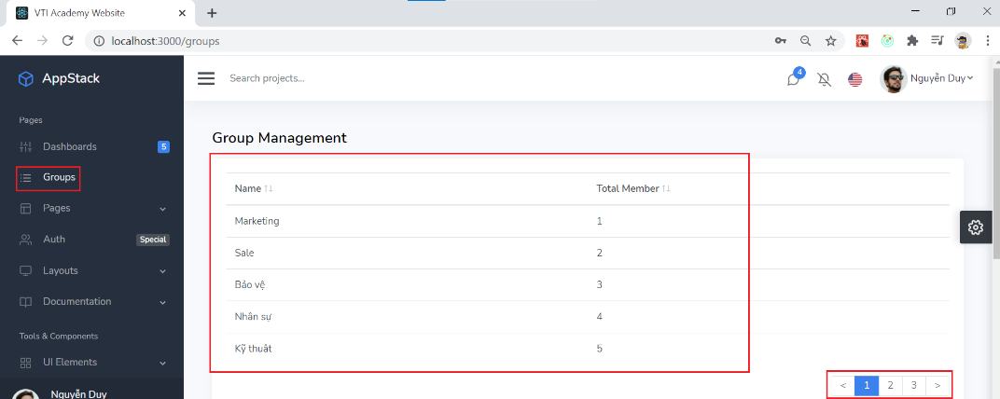 VTI Academy Website
localhost:3000/groups
AppStack
Search projects...
4
Nguyễn Duy
Pages
Dashboards 5
Groups
Pages
Auth Special
Layouts
Documentation
Tools & Components
UI Elements
Nguyễn Duy
Group Management
Name Total Member
Marketing 1
Sale 2
Bảo vệ 3
Nhân sự 4
Kỹ thuât 5
< 1 2 3 >